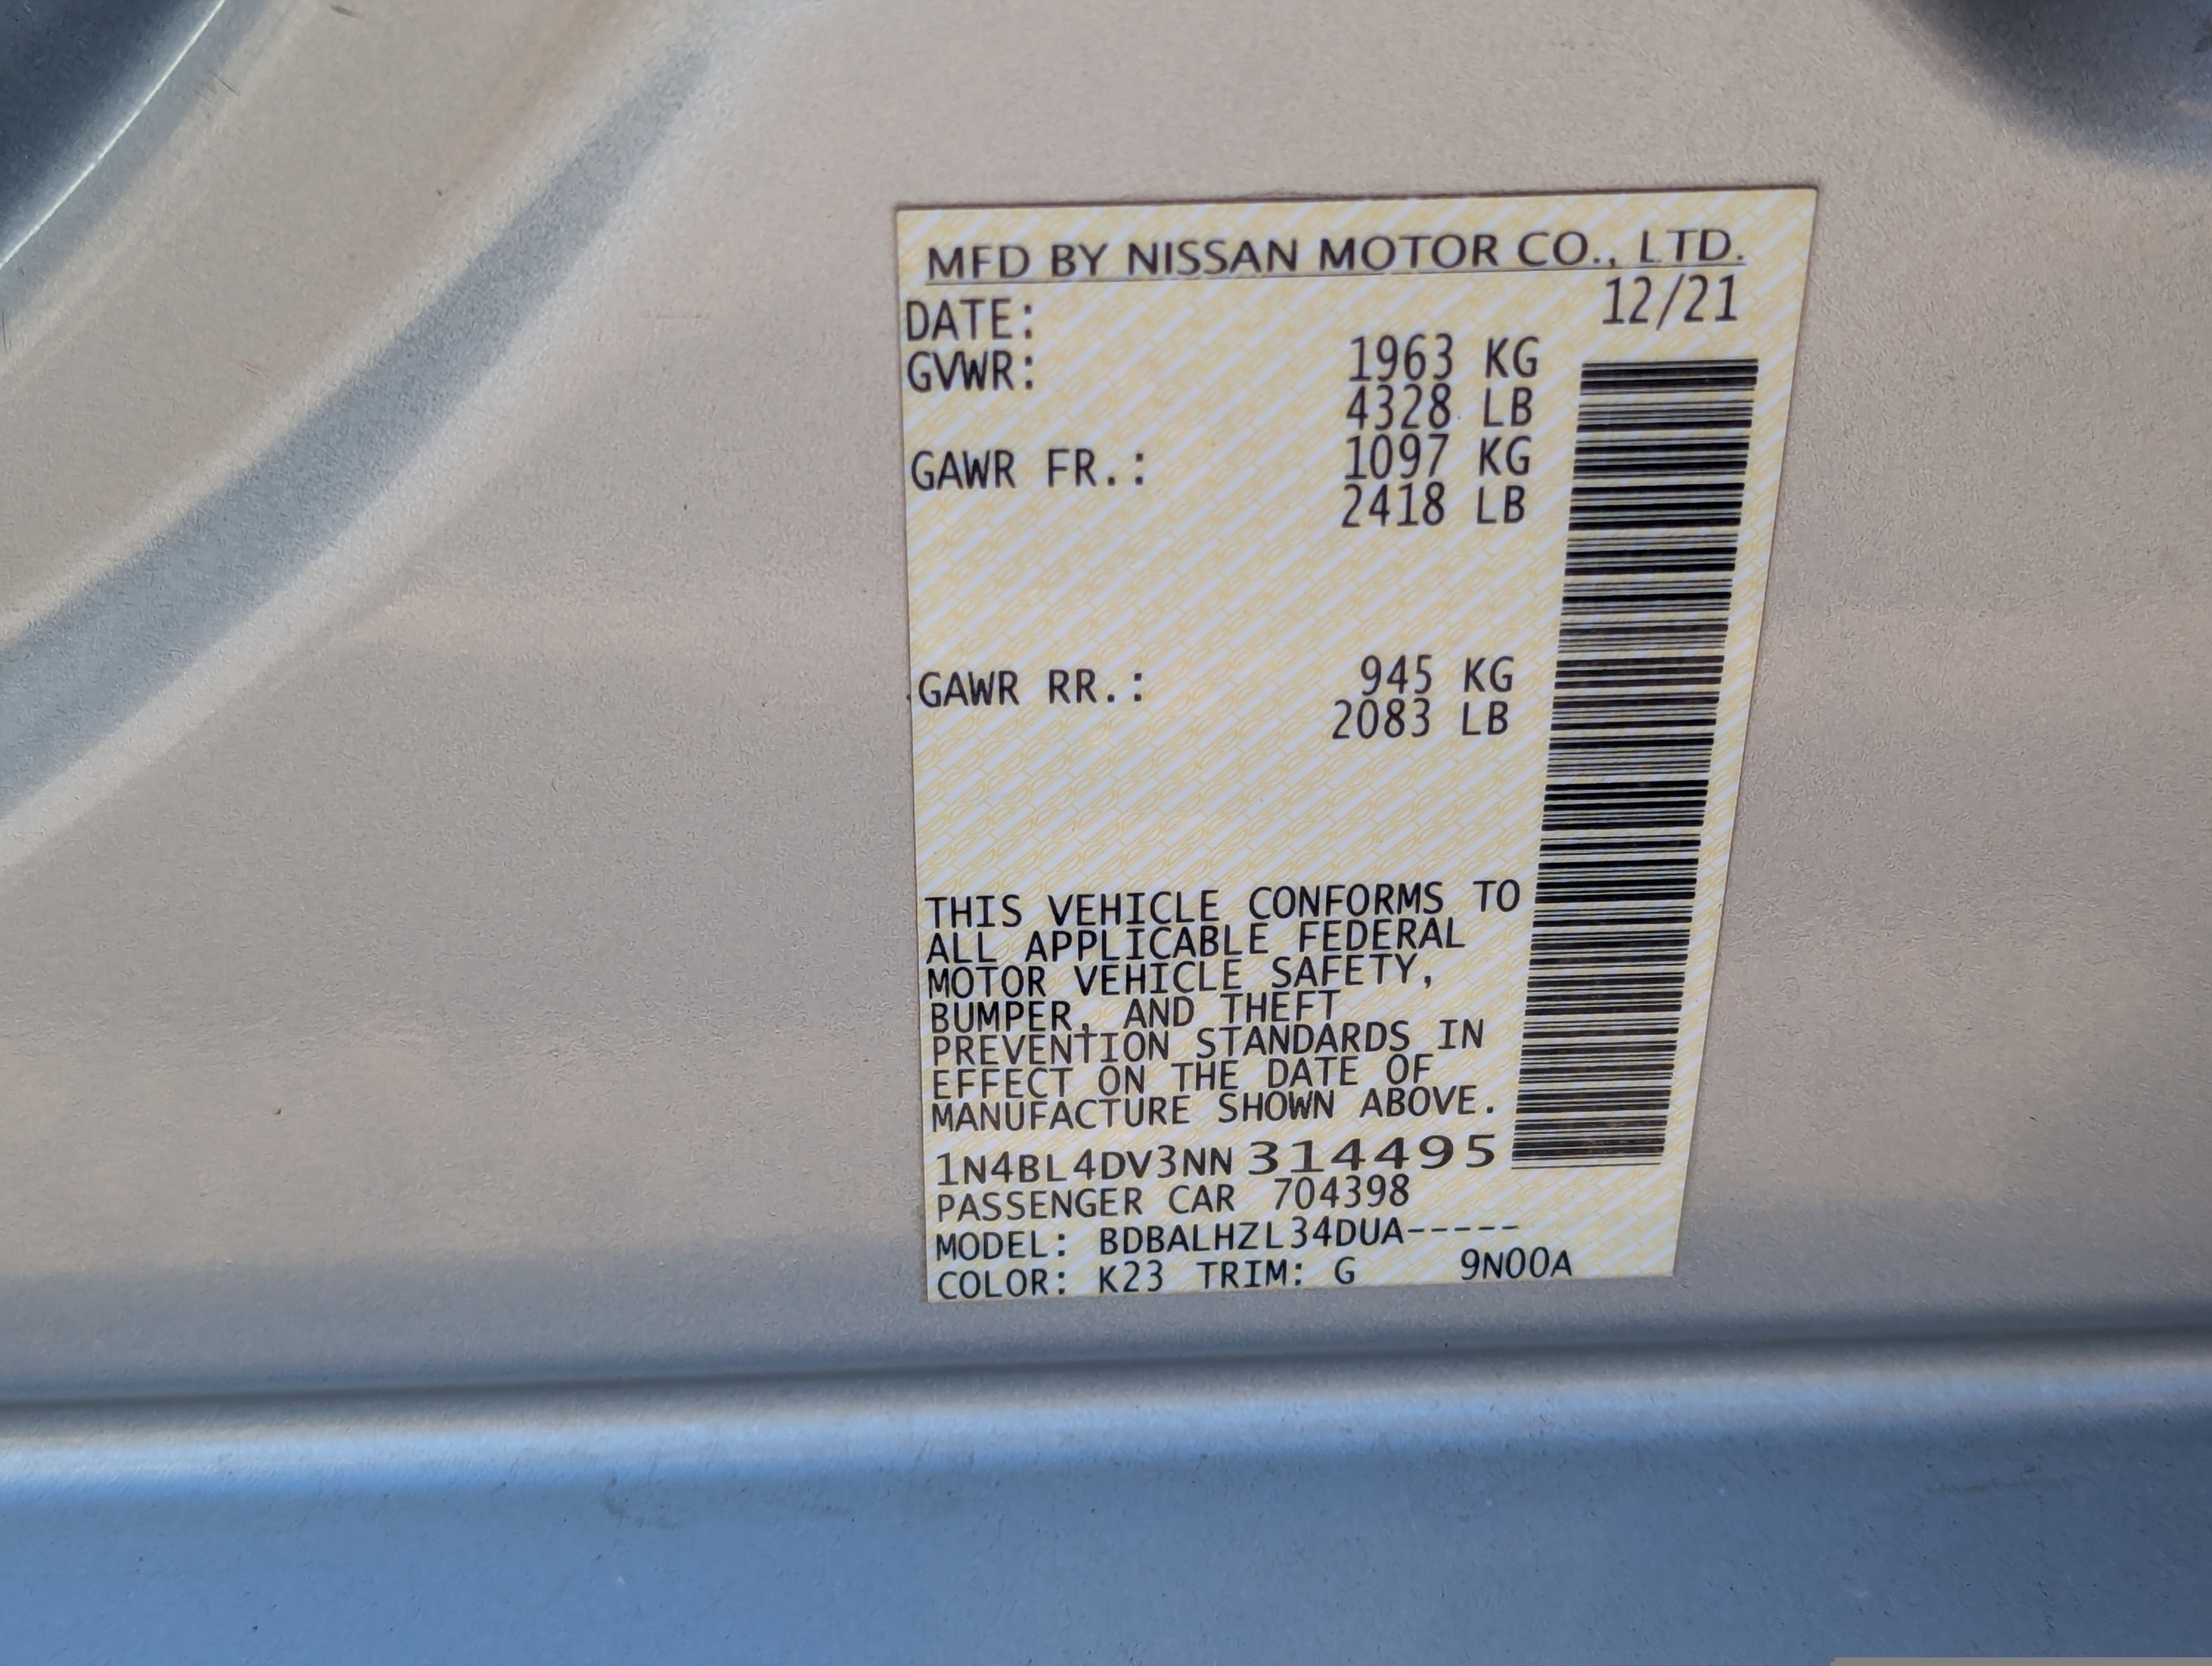 MFD BY NISSAN MOTOR CO., LTD.
DATE: 12/21
GVWR: 1963 KG
4328 LB
GAWR FR.: 1097 KG
2418 LB
GAWR RR.: 945 KG
2083 LB
THIS VEHICLE CONFORMS TO
ALL APPLICABLE FEDERAL
MOTOR VEHICLE SAFETY,
BUMPER, AND THEFT
PREVENTION STANDARDS IN
EFFECT ON THE DATE OF
MANUFACTURE SHOWN ABOVE.
1N4BL4DV3NN314495
PASSENGER CAR 704398
MODEL: BDBALHZL34DUA-----
COLOR: K23 TRIM: G 9N00A